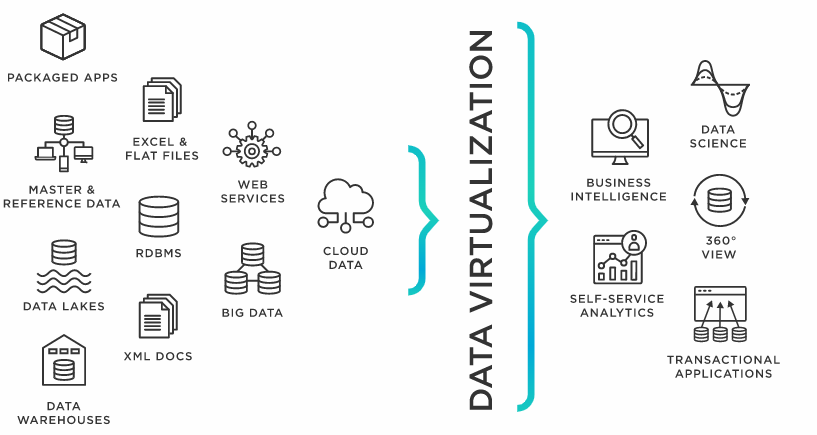 PACKAGED APPS
EXCEL &
FLAT FILES
MASTER &
REFERENCE DATA
WEB
SERVICES
RDBMS
CLOUD
DATA
DATA LAKES
BIG DATA
XML DOCS
DATA
WAREHOUSES
DATA VIRTUALIZATION
DATA
SCIENCE
BUSINESS
INTELLIGENCE
360°
VIEW
SELF-SERVICE
ANALYTICS
TRANSACTIONAL
APPLICATIONS